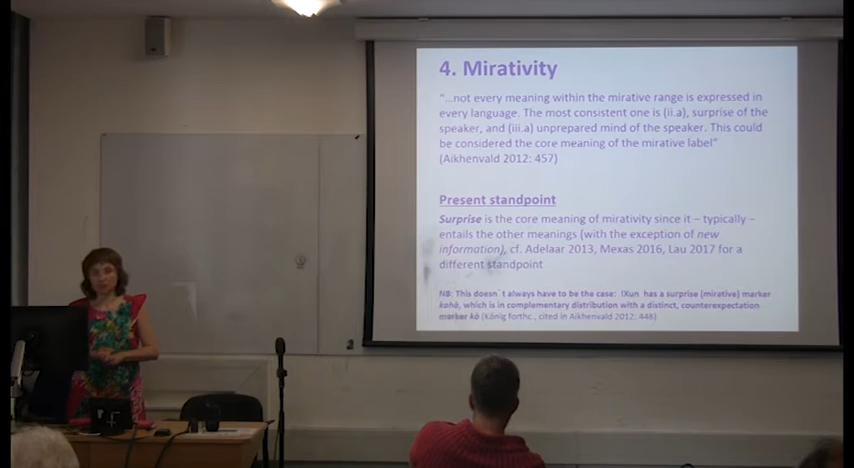 4. Mirativity
"...not every meaning within the mirative range is expressed in
every language. The most consistent one is (ii.a), surprise of the
speaker, and (iii.a) unprepared mind of the speaker. This could
be considered the core meaning of the mirative label"
(Aikhenvald 2012: 457)
Present standpoint
Surprise is the core meaning of mirativity since it – typically –
entails the other meanings (with the exception of new
information), cf. Adelaar 2013, Mexas 2016, Lau 2017 for a
different standpoint
NB: This doesn't always have to be the case: !Xun has a surprise (mirative) marker
which is in complementary distribution with a distinct, counterexpectation
marker (König forthc., cited in Aikhenvald 2012: 448)